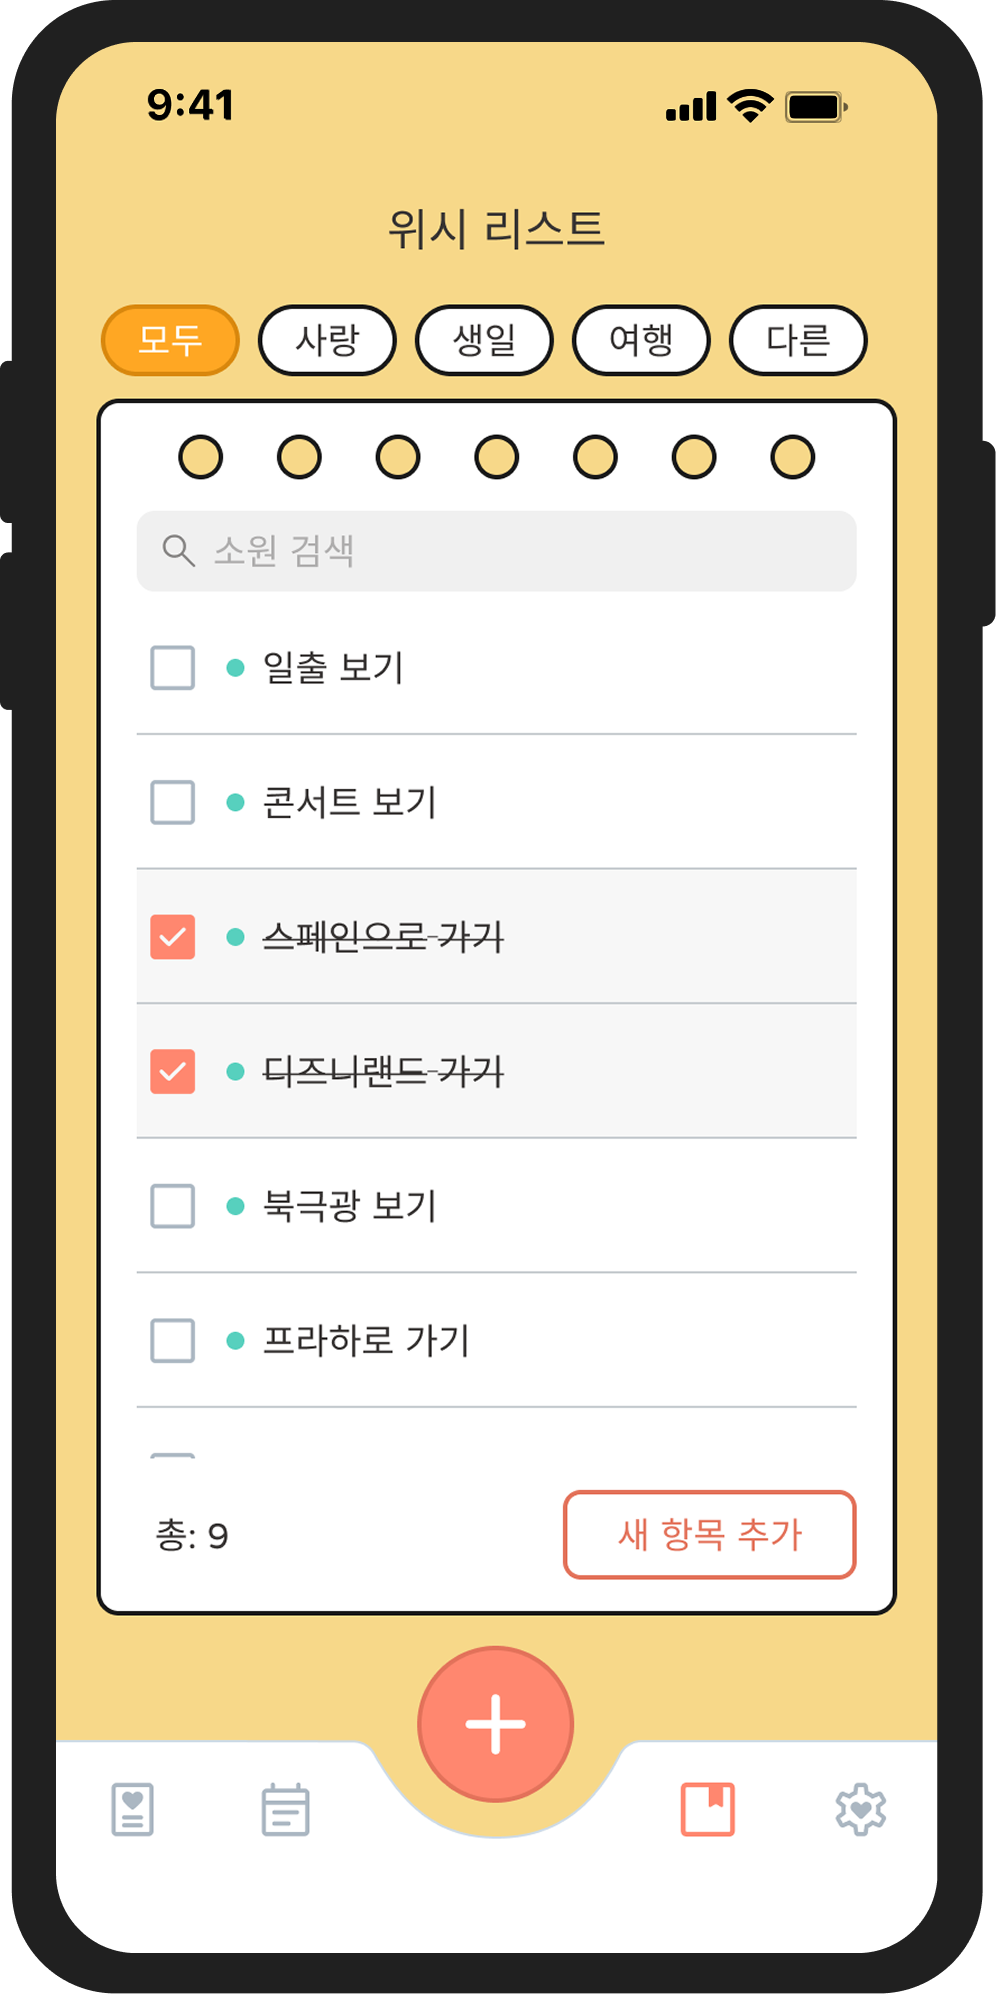 9:41
위시 리스트
모두 사랑 생일 여행 다른
소원 검색
일출 보기
콘서트 보기
스페인으로 가기
디즈니랜드 가기
북극광 보기
프라하로 가기
총: 9 새 항목 추가